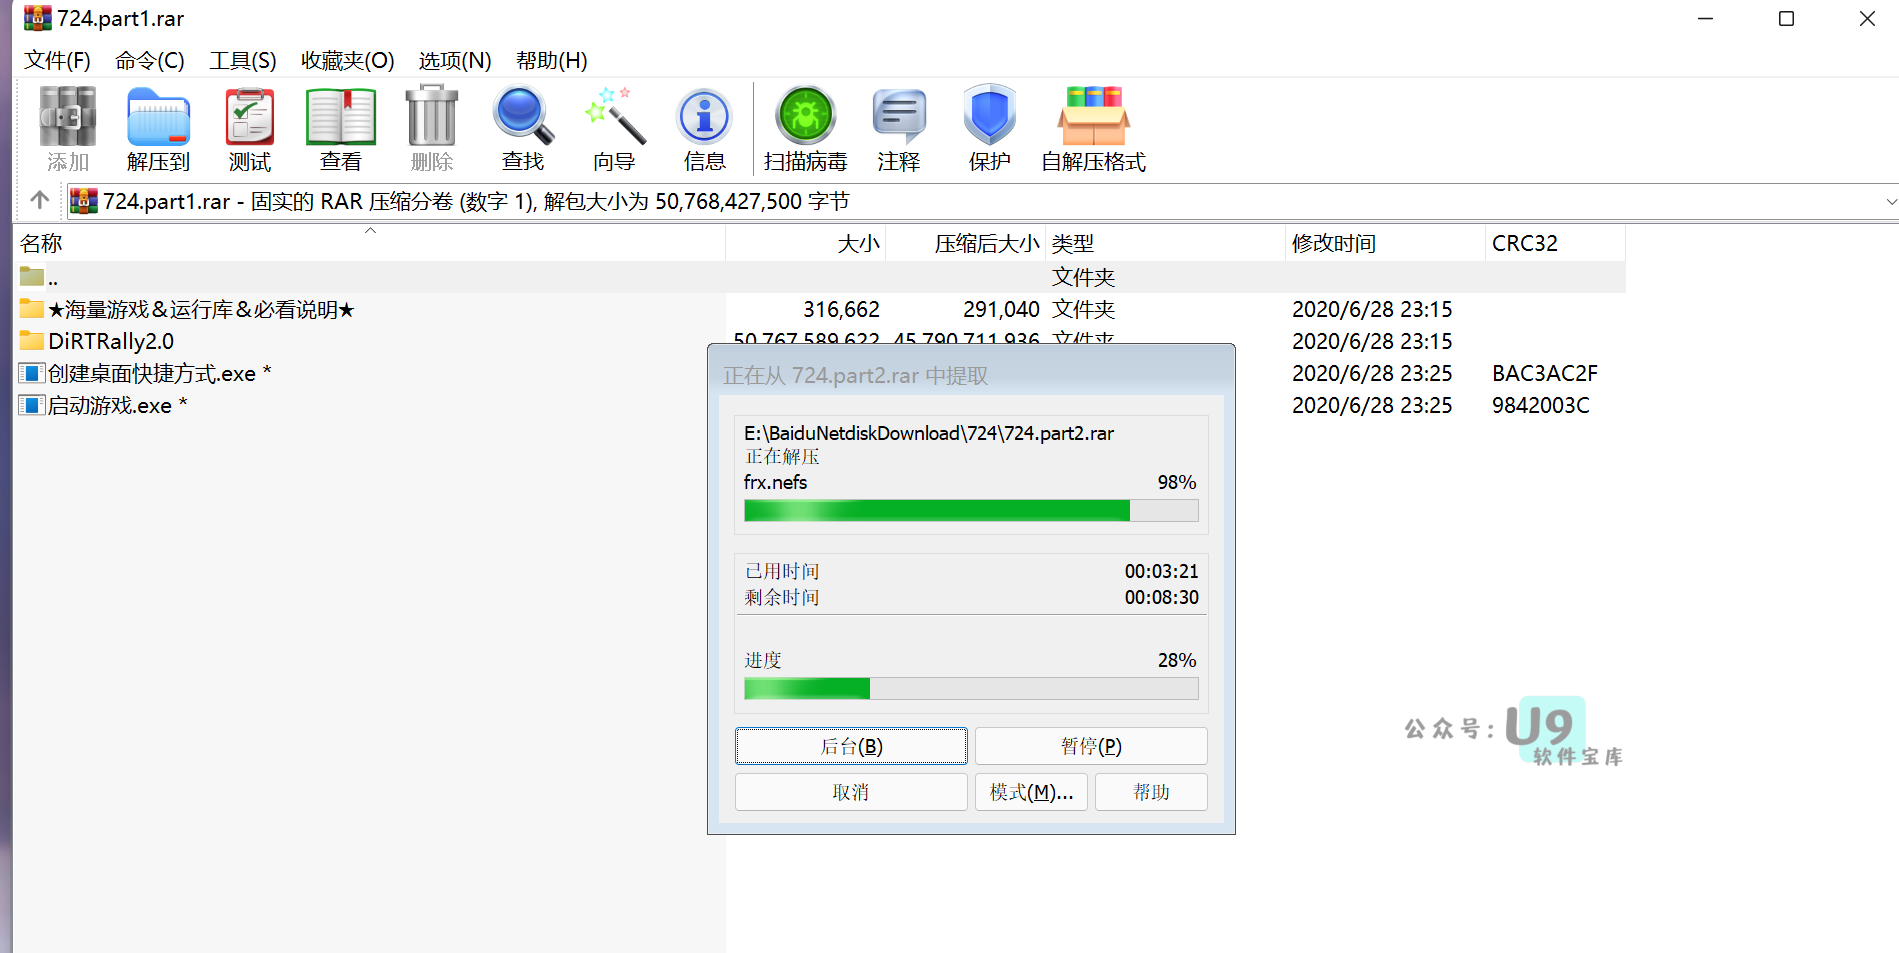 724.part1.rar
文件(F) 命令(C) 工具(S) 收藏夹(O) 选项(N) 帮助(H)
添加 解压到 测试 查看 删除 查找 向导 信息 扫描病毒 注释 保护 自解压格式
724.part1.rar - 固实的 RAR 压缩分卷 (数字 1), 解包大小为 50,768,427,500 字节
名称 大小 压缩后大小 类型 修改时间 CRC32
.. 文件夹
★海量游戏＆运行库＆必看说明★ 316,662 291,040 文件夹 2020/6/28 23:15
DiRTRally2.0 50,767,589,622 45,790,711,936 文件夹 2020/6/28 23:15
创建桌面快捷方式.exe * 2020/6/28 23:25 BAC3AC2F
启动游戏.exe * 2020/6/28 23:25 9842003C
正在从 724.part2.rar 中提取
E:\BaiduNetdiskDownload\724\724.part2.rar
正在解压
frx.nefs 98%
已用时间 00:03:21
剩余时间 00:08:30
进度 28%
后台(B) 暂停(P)
取消 模式(M)... 帮助
公众号: U9
软件宝库